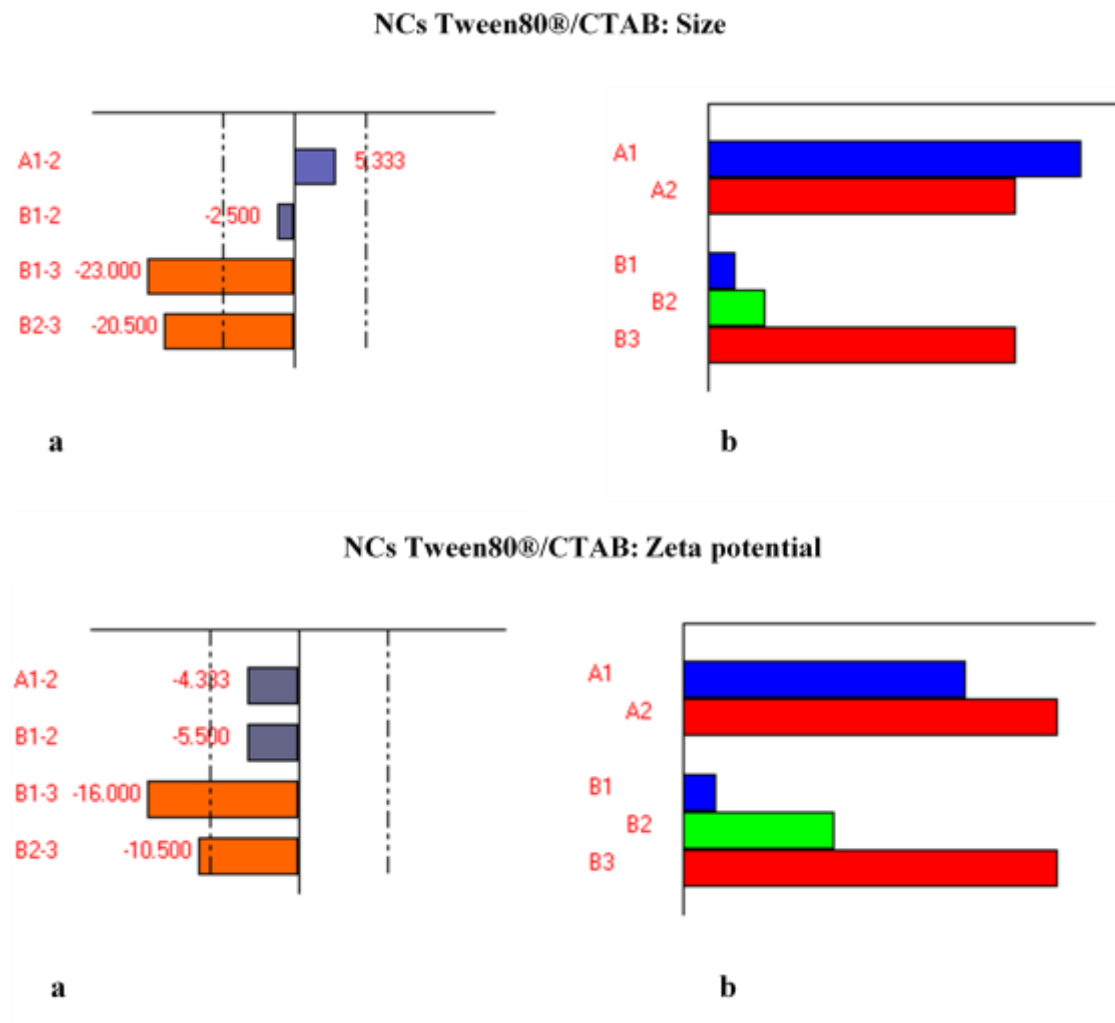 NCs Tween80®/CTAB: Size
A1-2 5.333
B1-2 -2.500
B1-3 -23.000
B2-3 -20.500
a
A1
A2
B1
B2
B3
b
NCs Tween80®/CTAB: Zeta potential
A1-2 -4.333
B1-2 -5.500
B1-3 -16.000
B2-3 -10.500
a
A1
A2
B1
B2
B3
b